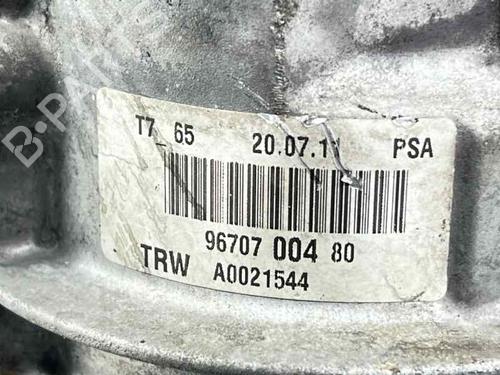 T7_65 20.07.11 PSA
96707 004 80
TRW A0021544
B-PARTS